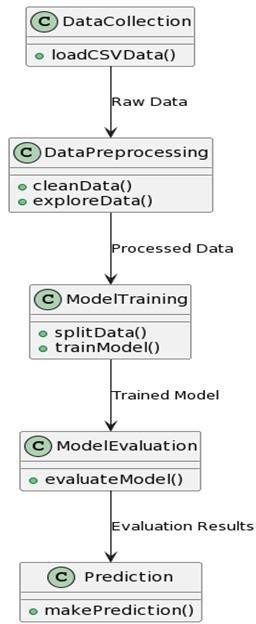 C DataCollection
loadCSVData()
Raw Data
C DataPreprocessing
cleanData()
exploreData()
Processed Data
C ModelTraining
splitData()
trainModel()
Trained Model
C ModelEvaluation
evaluateModel()
Evaluation Results
C Prediction
makePrediction()